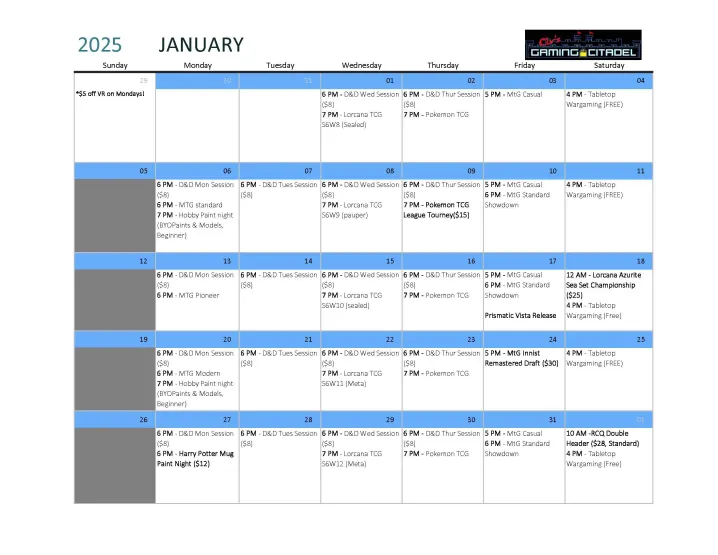 2025 JANUARY
GAMING CITADEL
Sunday Monday Tuesday Wednesday Thursday Friday Saturday
29
*$5 off VR on Mondays!
01
6 PM - D&D Wed Session
($8)
7 PM - Lorcana TCG
S6W8 (Sealed)
02
6 PM - D&D Thur Session
($8)
7 PM - Pokemon TCG
03
5 PM - MtG Casual
04
4 PM - Tabletop
Wargaming (FREE)
05
06
6 PM - D&D Mon Session
($8)
6 PM - MTG standard
7 PM - Hobby Paint night
(BYOPaints & Models,
Beginner)
07
6 PM - D&D Tues Session
($8)
08
6 PM - D&D Wed Session
($8)
7 PM - Lorcana TCG
S6W9 (pauper)
09
6 PM - D&D Thur Session
($8)
7 PM - Pokemon TCG
League Tourney($15)
10
5 PM - MtG Casual
6 PM - MtG Standard
Showdown
11
4 PM - Tabletop
Wargaming (FREE)
12
13
6 PM - D&D Mon Session
($8)
6 PM - MTG Pioneer
14
6 PM - D&D Tues Session
($8)
15
6 PM - D&D Wed Session
($8)
7 PM - Lorcana TCG
S6W10 (sealed)
16
6 PM - D&D Thur Session
($8)
7 PM - Pokemon TCG
17
5 PM - MtG Casual
6 PM - MtG Standard
Showdown
Prismatic Vista Release
18
12 AM - Lorcana Azurite
Sea Set Championship
($25)
4 PM - Tabletop
Wargaming (Free)
19
20
6 PM - D&D Mon Session
($8)
6 PM - MTG Modern
7 PM - Hobby Paint night
(BYOPaints & Models,
Beginner)
21
6 PM - D&D Tues Session
($8)
22
6 PM - D&D Wed Session
($8)
7 PM - Lorcana TCG
S6W11 (Meta)
23
6 PM - D&D Thur Session
($8)
7 PM - Pokemon TCG
24
5 PM - MtG Innist
Remastered Draft ($30)
25
4 PM - Tabletop
Wargaming (FREE)
26
27
6 PM - D&D Mon Session
($8)
6 PM - Harry Potter Mug
Paint Night ($12)
28
6 PM - D&D Tues Session
($8)
29
6 PM - D&D Wed Session
($8)
7 PM - Lorcana TCG
S6W12 (Meta)
30
6 PM - D&D Thur Session
($8)
7 PM - Pokemon TCG
31
5 PM - MtG Casual
6 PM - MtG Standard
Showdown
01
10 AM -RCQ Double
Header ($28, Standard)
4 PM - Tabletop
Wargaming (Free)